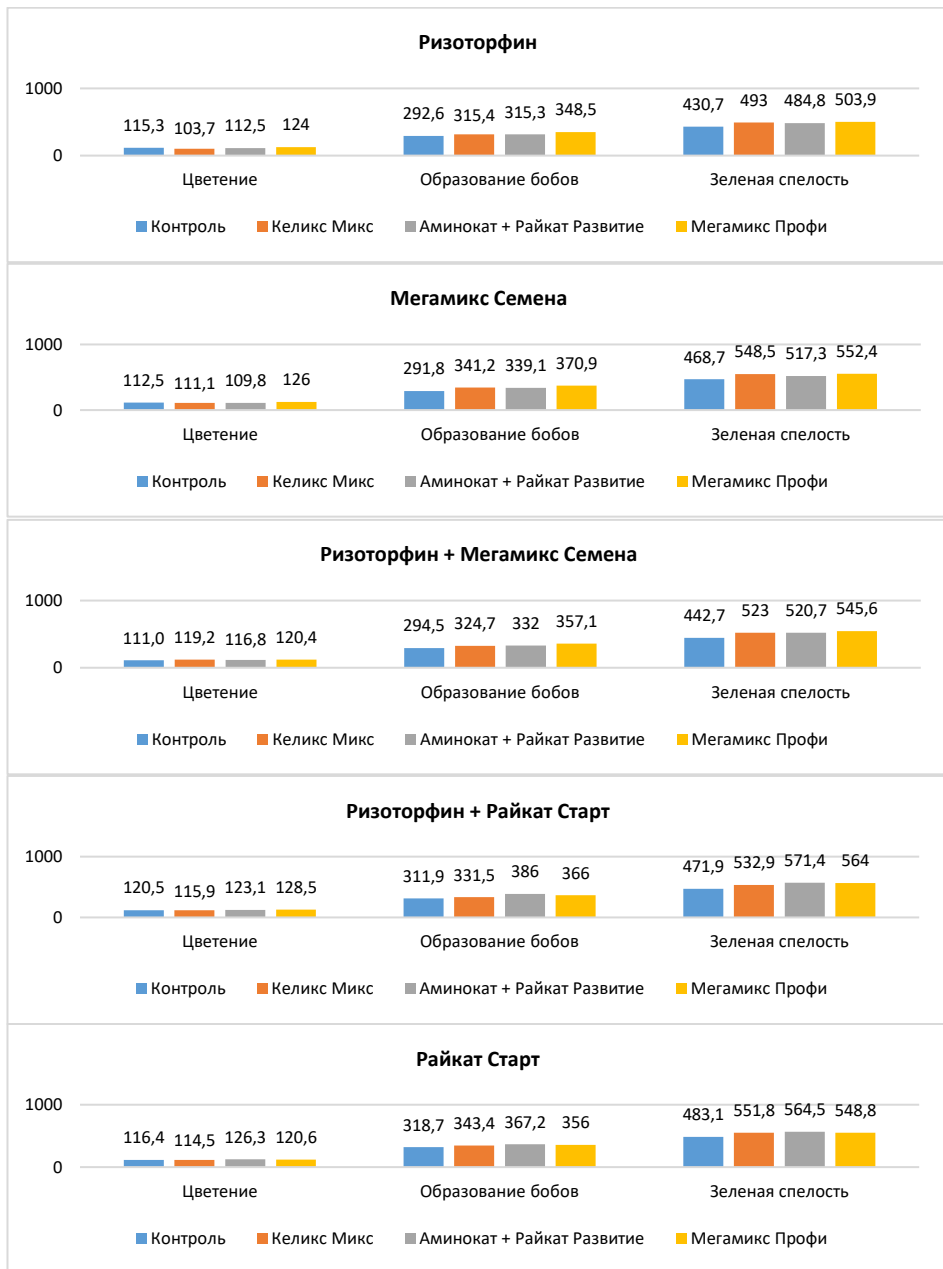 Ризоторфин
1000
0
115,3 103,7 112,5 124
292,6 315,4 315,3 348,5
430,7 493 484,8 503,9
Цветение Образование бобов Зеленая спелость
Контроль Келикс Микс Аминокат + Райкат Развитие Мегамикс Профи
Мегамикс Семена
1000
0
112,5 111,1 109,8 126
291,8 341,2 339,1 370,9
468,7 548,5 517,3 552,4
Цветение Образование бобов Зеленая спелость
Контроль Келикс Микс Аминокат + Райкат Развитие Мегамикс Профи
Ризоторфин + Мегамикс Семена
1000
0
111,0 119,2 116,8 120,4
294,5 324,7 332 357,1
442,7 523 520,7 545,6
Цветение Образование бобов Зеленая спелость
Контроль Келикс Микс Аминокат + Райкат Развитие Мегамикс Профи
Ризоторфин + Райкат Старт
1000
0
120,5 115,9 123,1 128,5
311,9 331,5 386 366
471,9 532,9 571,4 564
Цветение Образование бобов Зеленая спелость
Контроль Келикс Микс Аминокат + Райкат Развитие Мегамикс Профи
Райкат Старт
1000
0
116,4 114,5 126,3 120,6
318,7 343,4 367,2 356
483,1 551,8 564,5 548,8
Цветение Образование бобов Зеленая спелость
Контроль Келикс Микс Аминокат + Райкат Развитие Мегамикс Профи